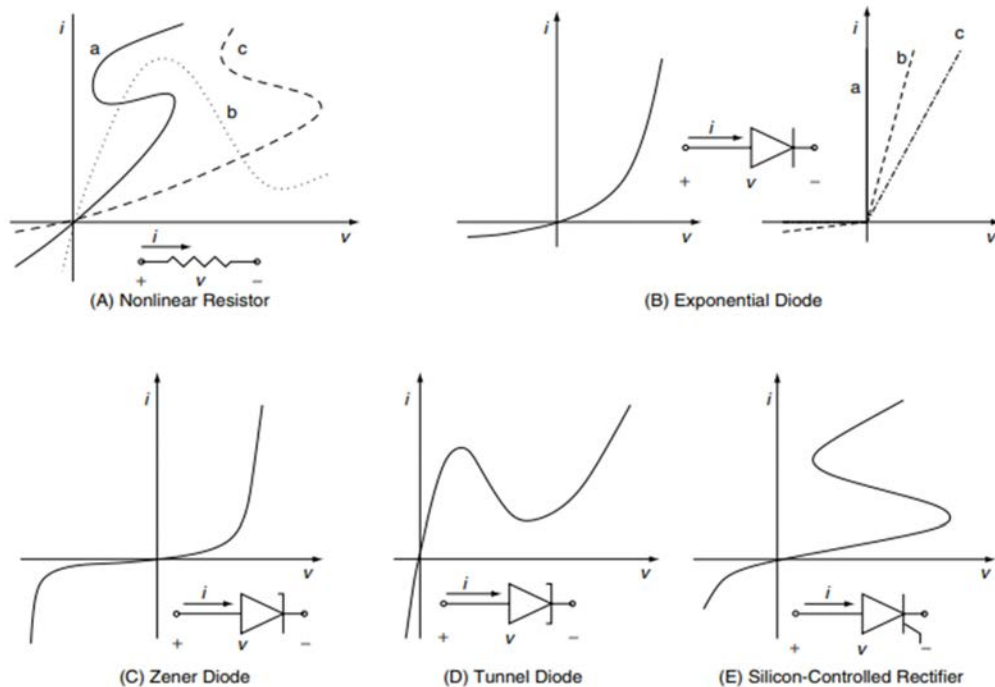 i
a
c
b
v
i
+ v −
(A) Nonlinear Resistor
i
v
i
+ v −
i
a
b
c
v
(B) Exponential Diode
i
v
i
+ v −
(C) Zener Diode
i
v
i
+ v −
(D) Tunnel Diode
i
v
i
+ v −
(E) Silicon-Controlled Rectifier